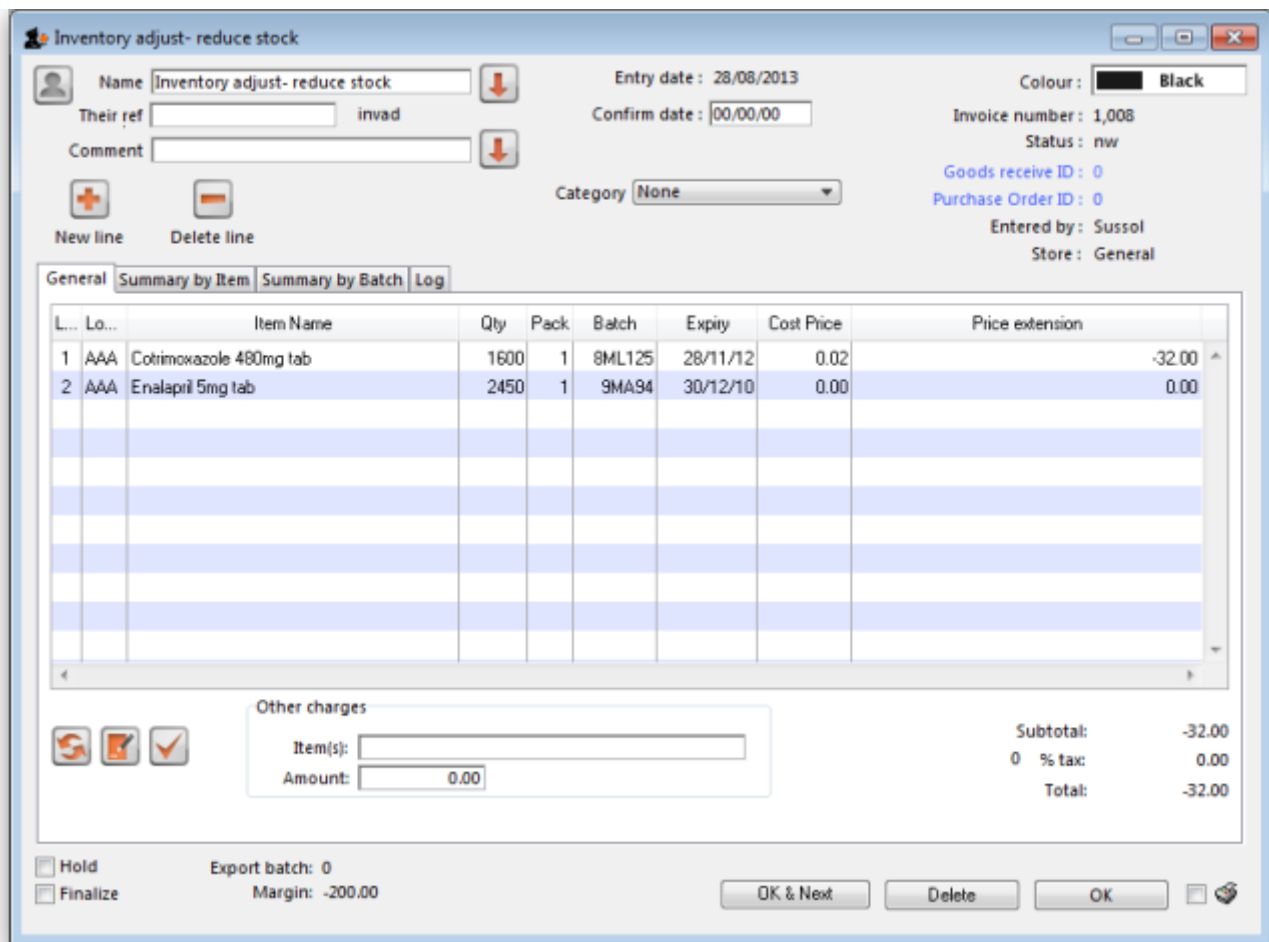 Inventory adjust- reduce stock
Name Inventory adjust- reduce stock Entry date : 28/08/2013 Colour : Black
Their ref invad Confirm date : 00/00/00 Invoice number : 1,008
Status : nw
Comment
Goods receive ID : 0
Category None Purchase Order ID : 0
Entered by : Sussol
New line Delete line
Store : General
General Summary by Item Summary by Batch Log
L... Lo... Item Name Qty Pack Batch Expiry Cost Price Price extension
1 AAA Cotrimoxazole 480mg tab 1600 1 8ML125 28/11/12 0.02 -32.00
2 AAA Enalapril 5mg tab 2450 1 9MA94 30/12/10 0.00 0.00
Other charges
Item(s): Subtotal: -32.00
0 % tax: 0.00
Amount: 0.00 Total: -32.00
Hold Export batch: 0
Finalize Margin: -200.00 OK & Next Delete OK